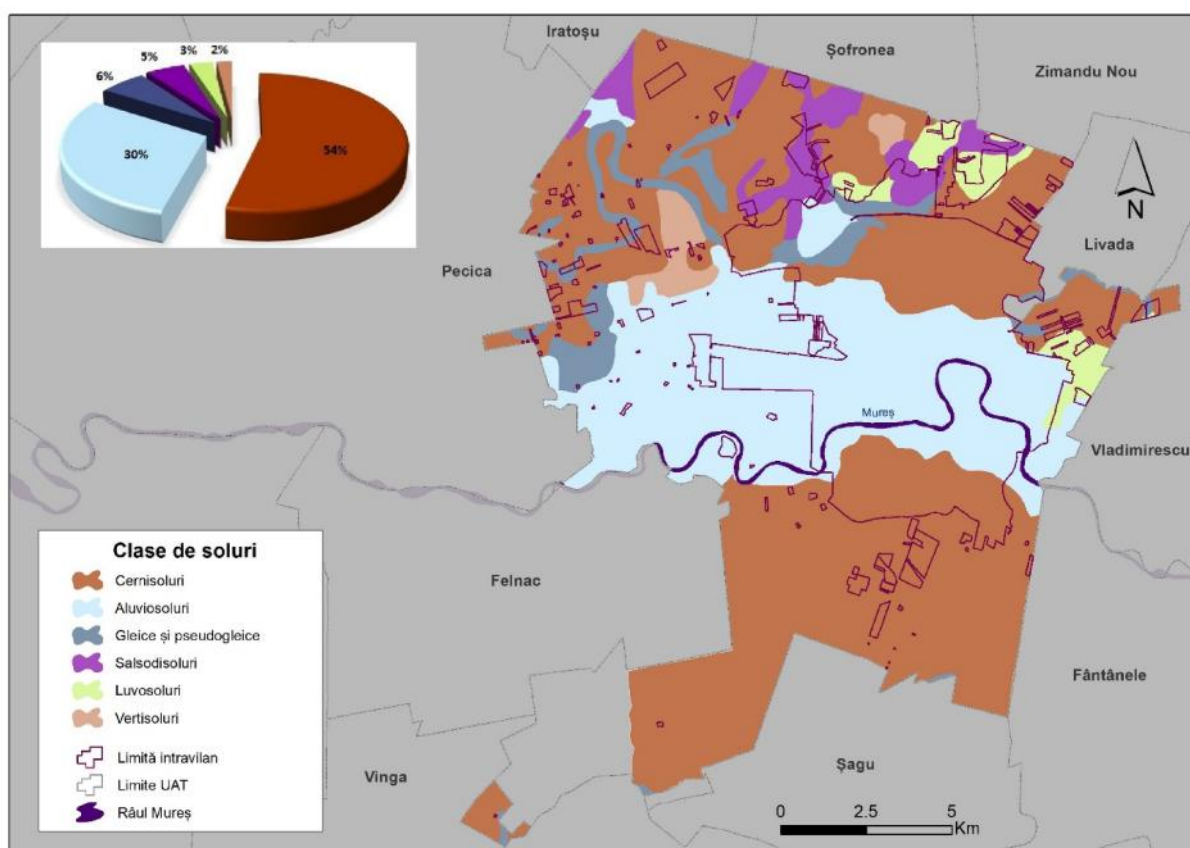 Iratoșu
Șofronea
Zimandu Nou
3% 2%
5%
6%
30%
54%
N
Livada
Pecica
Mureș
Vladimirescu
Clase de soluri
Cernisoluri
Aluviosoluri
Gleice și pseudogleice
Salsodisoluri
Luvosoluri
Vertisoluri
Limită intravilan
Limite UAT
Râul Mureș
Felnac
Fântânele
Vinga
Șagu
0 2.5 5
Km